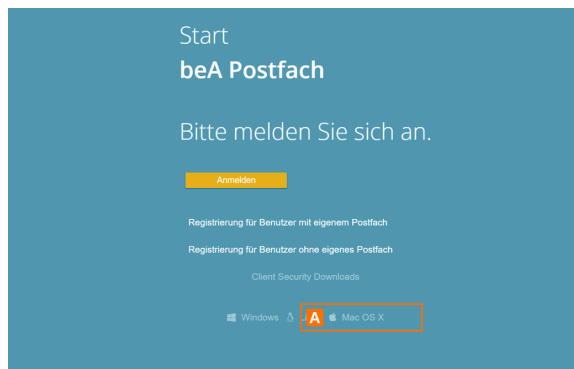 Start
beA Postfach
Bitte melden Sie sich an.
Anmelden
Registrierung für Benutzer mit eigenem Postfach
Registrierung für Benutzer ohne eigenes Postfach
Client Security Downloads
Windows A Mac OS X